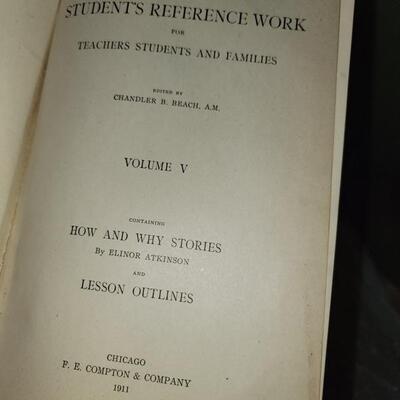 STUDENT'S REFERENCE WORK
FOR
TEACHERS STUDENTS AND FAMILIES
EDITED BY
CHANDLER B. BEACH, A.M.
VOLUME V
CONTAINING
HOW AND WHY STORIES
By ELINOR ATKINSON
AND
LESSON OUTLINES
CHICAGO
F. E. COMPTON & COMPANY
1911